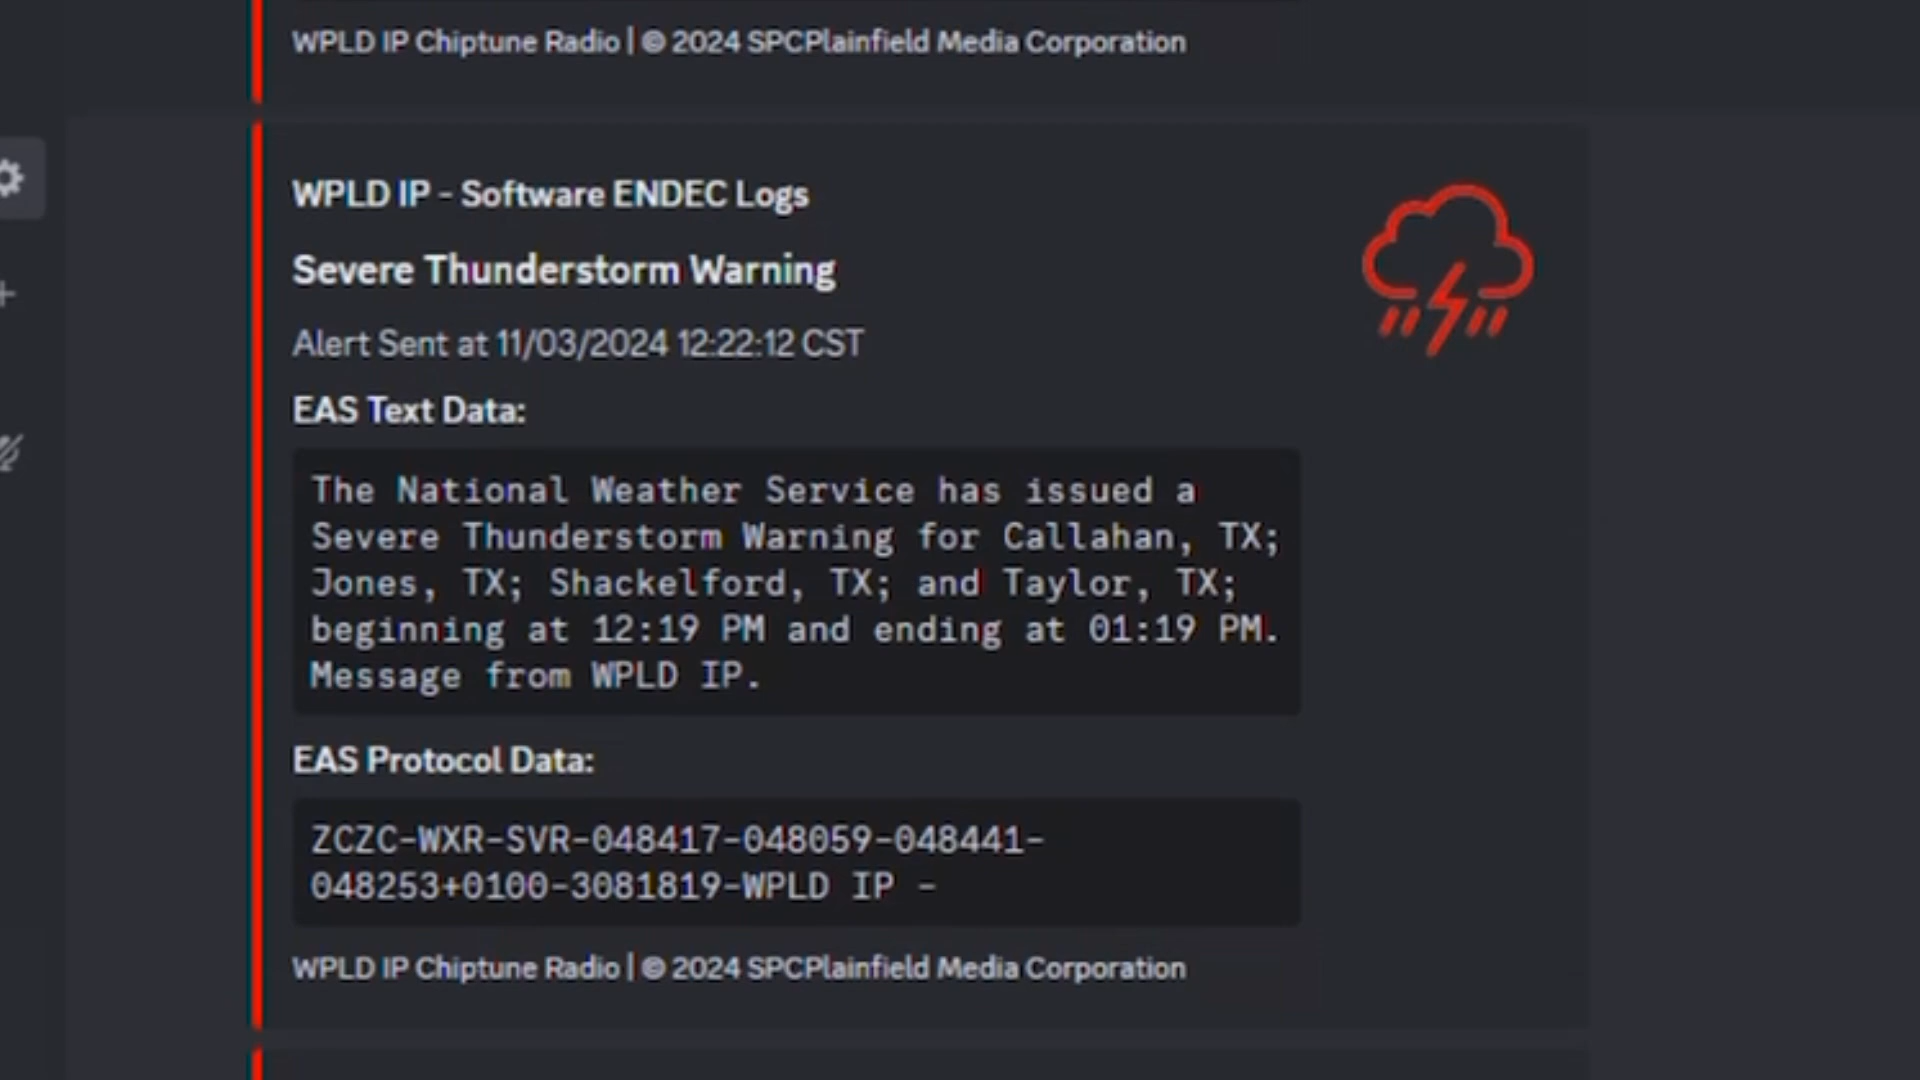 WPLD IP Chiptune Radio | © 2024 SPCPlainfield Media Corporation
WPLD IP - Software ENDEC Logs
Severe Thunderstorm Warning
Alert Sent at 11/03/2024 12:22:12 CST
EAS Text Data:
The National Weather Service has issued a
Severe Thunderstorm Warning for Callahan, TX;
Jones, TX; Shackelford, TX; and Taylor, TX;
beginning at 12:19 PM and ending at 01:19 PM.
Message from WPLD IP.
EAS Protocol Data:
ZCZC-WXR-SVR-048417-048059-048441-
048253+0100-3081819-WPLD IP -
WPLD IP Chiptune Radio | © 2024 SPCPlainfield Media Corporation